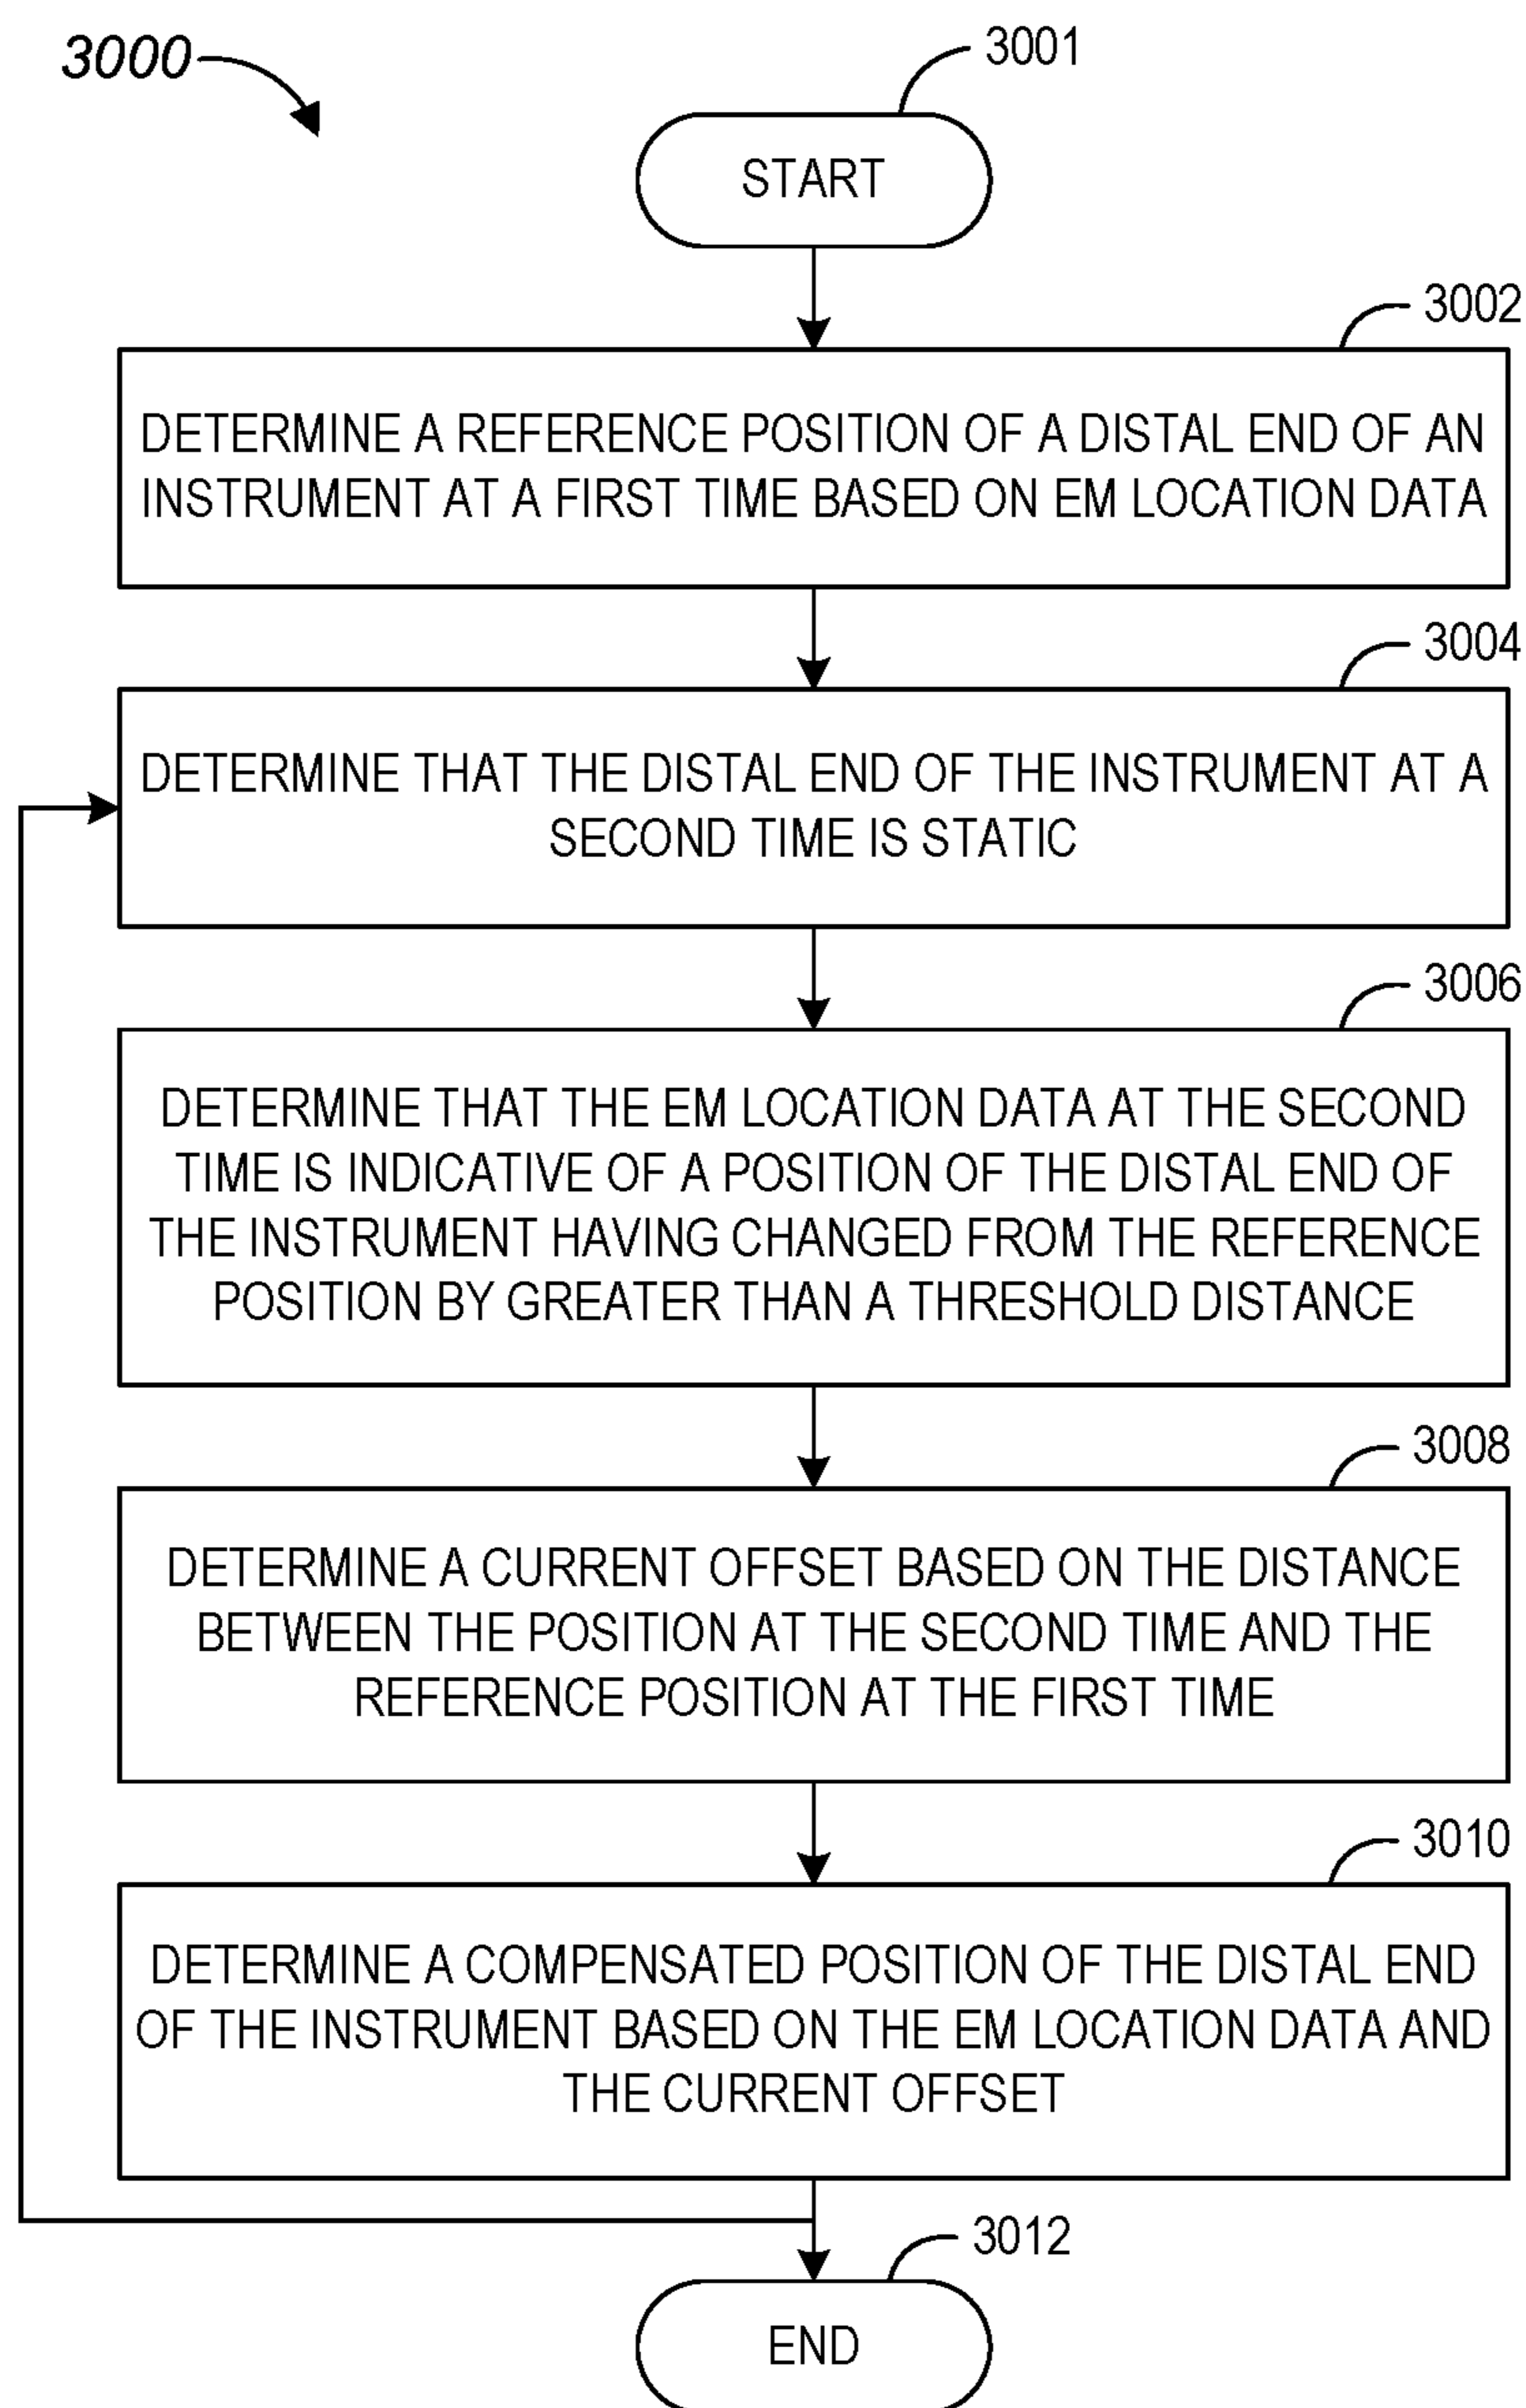 3000
3001
START
3002
DETERMINE A REFERENCE POSITION OF A DISTAL END OF AN
INSTRUMENT AT A FIRST TIME BASED ON EM LOCATION DATA
3004
DETERMINE THAT THE DISTAL END OF THE INSTRUMENT AT A
SECOND TIME IS STATIC
3006
DETERMINE THAT THE EM LOCATION DATA AT THE SECOND
TIME IS INDICATIVE OF A POSITION OF THE DISTAL END OF
THE INSTRUMENT HAVING CHANGED FROM THE REFERENCE
POSITION BY GREATER THAN A THRESHOLD DISTANCE
3008
DETERMINE A CURRENT OFFSET BASED ON THE DISTANCE
BETWEEN THE POSITION AT THE SECOND TIME AND THE
REFERENCE POSITION AT THE FIRST TIME
3010
DETERMINE A COMPENSATED POSITION OF THE DISTAL END
OF THE INSTRUMENT BASED ON THE EM LOCATION DATA AND
THE CURRENT OFFSET
3012
END